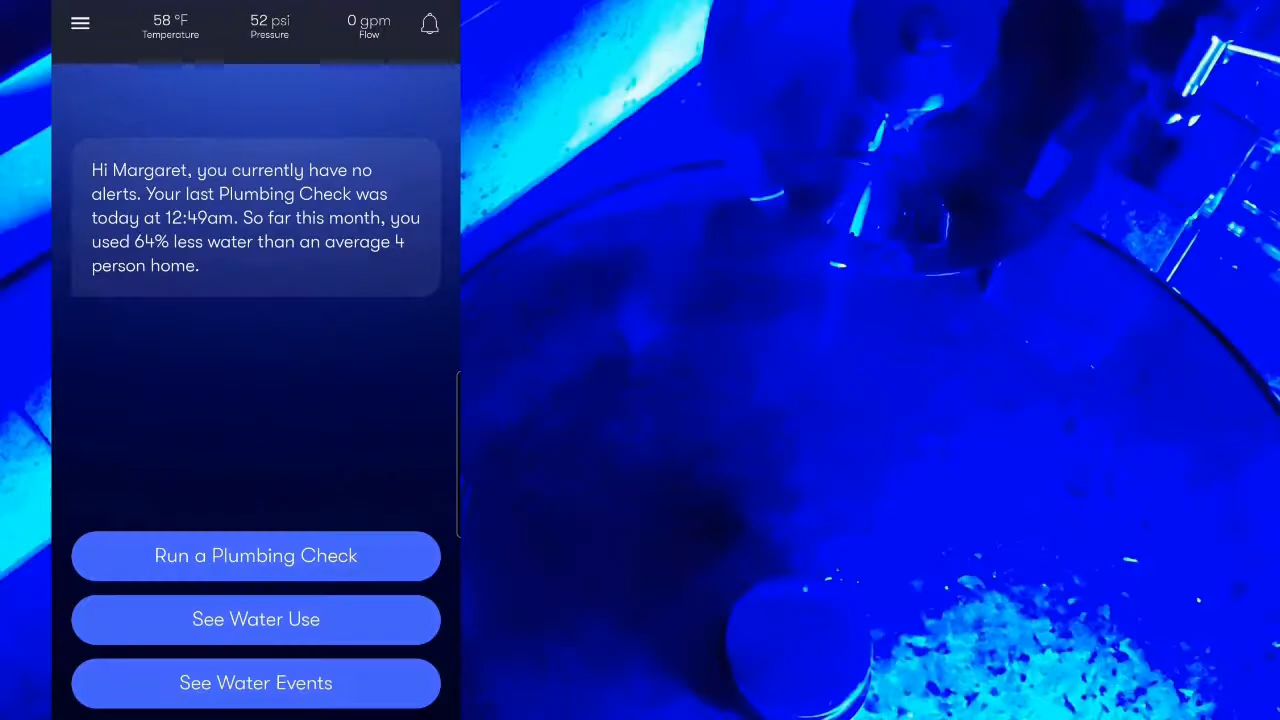 58 °F
Temperature
52 psi
Pressure
0 gpm
Flow
Hi Margaret, you currently have no
alerts. Your last Plumbing Check was
today at 12:49am. So far this month, you
used 64% less water than an average 4
person home.
Run a Plumbing Check
See Water Use
See Water Events